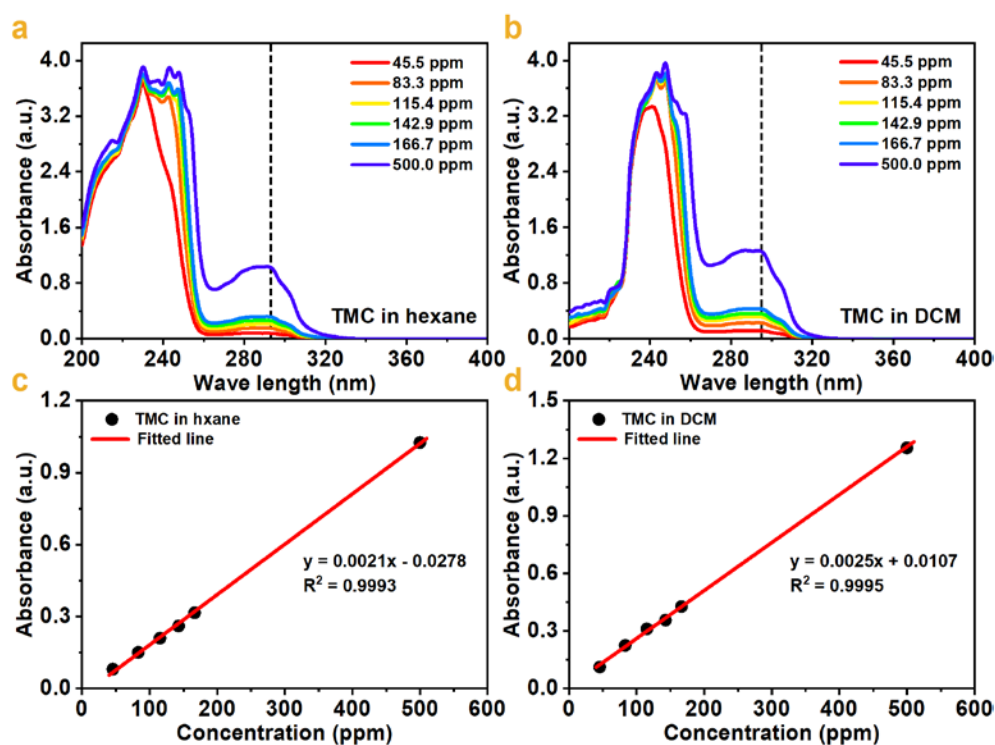 a
4.0
3.2
2.4
1.6
0.8
0.0
Absorbance (a.u.)
45.5 ppm
83.3 ppm
115.4 ppm
142.9 ppm
166.7 ppm
500.0 ppm
TMC in hexane
200 240 280 320 360 400
Wave length (nm)
b
4.0
3.2
2.4
1.6
0.8
0.0
Absorbance (a.u.)
45.5 ppm
83.3 ppm
115.4 ppm
142.9 ppm
166.7 ppm
500.0 ppm
TMC in DCM
200 240 280 320 360 400
Wave length (nm)
c
1.2
0.9
0.6
0.3
0.0
Absorbance (a.u.)
TMC in hxane
Fitted line
y = 0.0021x - 0.0278
R² = 0.9993
0 100 200 300 400 500 600
Concentration (ppm)
d
1.5
1.2
0.9
0.6
0.3
0.0
Absorbance (a.u.)
TMC in DCM
Fitted line
y = 0.0025x + 0.0107
R² = 0.9995
0 100 200 300 400 500 600
Concentration (ppm)